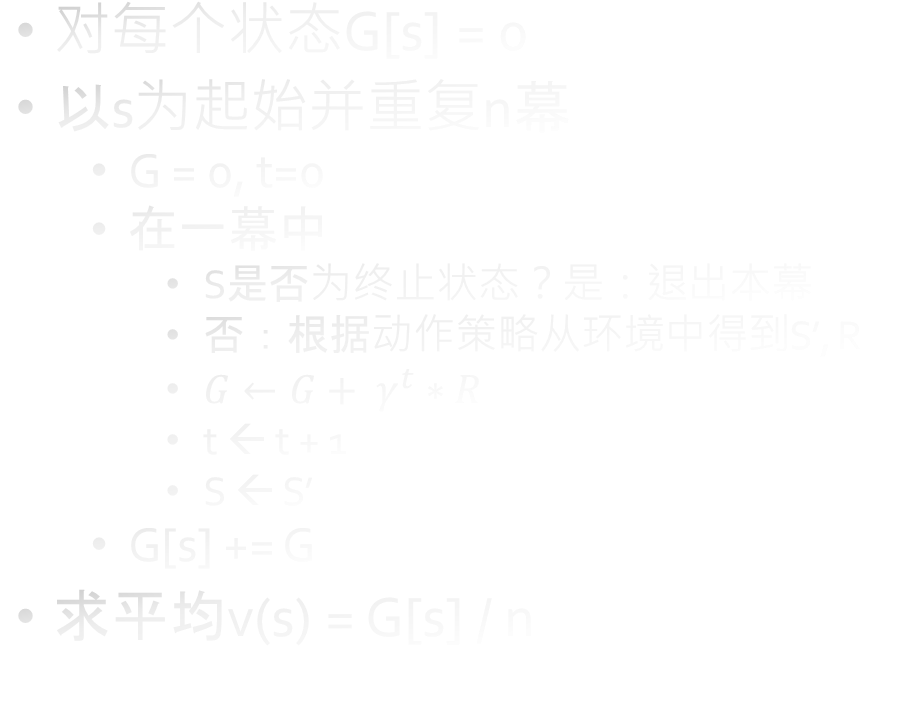 • 对每个状态G[s] = 0
• 以s为起始并重复n幕
• G = 0, t=0
• 在一幕中
• S是否为终止状态？是：退出本幕
• 否：根据动作策略从环境中得到S’, R
• G ← G + γ^t * R
• t ← t + 1
• S ← S’
• G[s] += G
• 求平均v(s) = G[s] / n